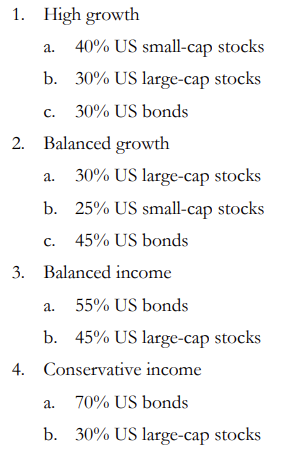 1. High growth
a. 40% US small-cap stocks
b. 30% US large-cap stocks
c. 30% US bonds
2. Balanced growth
a. 30% US large-cap stocks
b. 25% US small-cap stocks
c. 45% US bonds
3. Balanced income
a. 55% US bonds
b. 45% US large-cap stocks
4. Conservative income
a. 70% US bonds
b. 30% US large-cap stocks